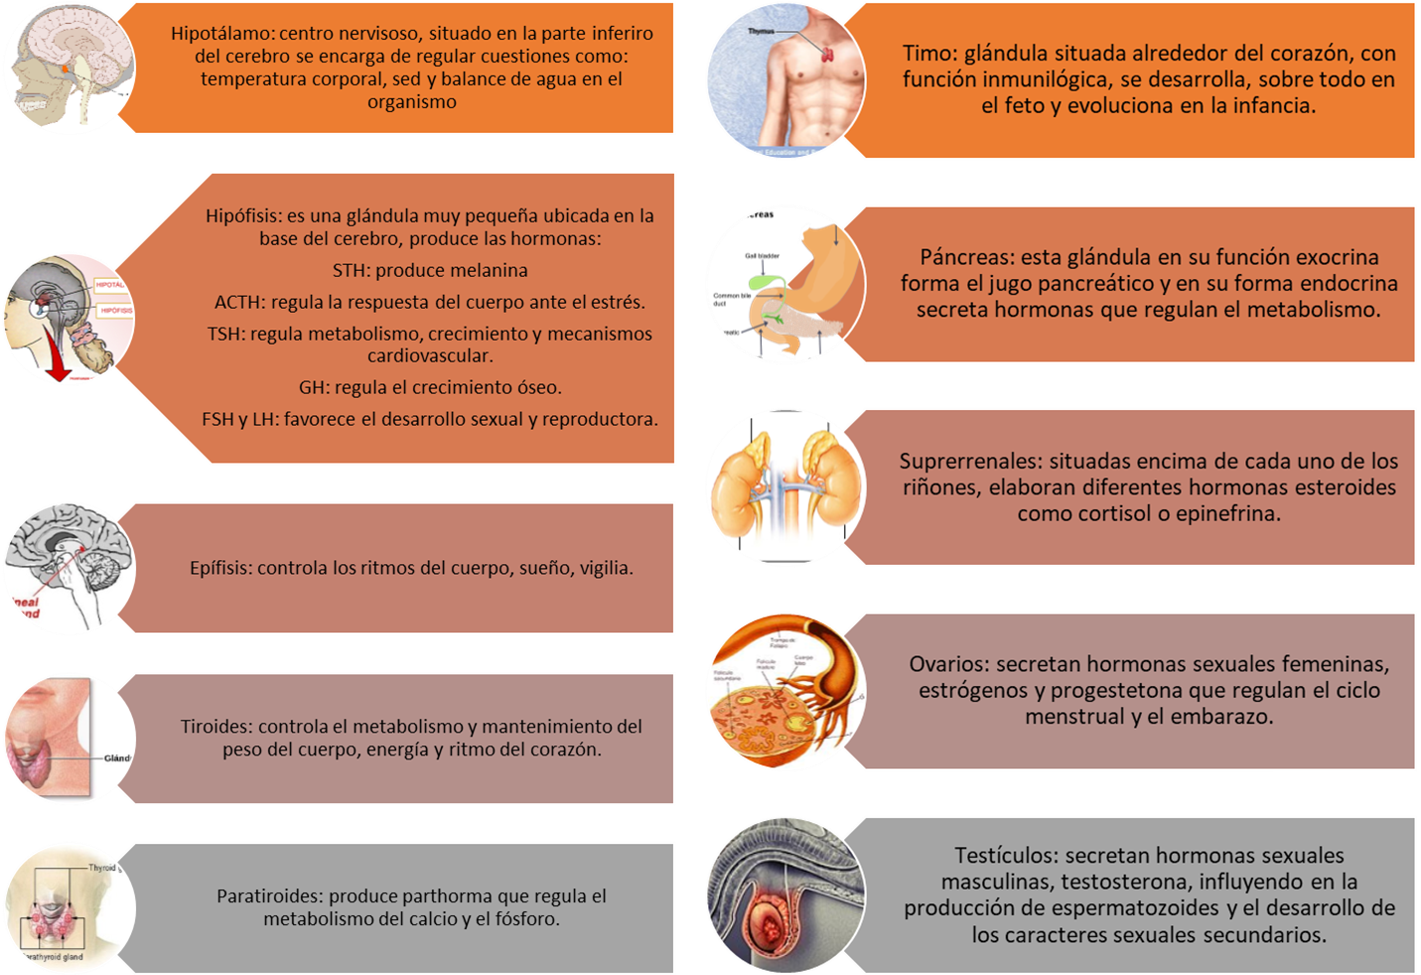 Hipotálamo: centro nervisoso, situado en la parte inferiro
del cerebro se encarga de regular cuestiones como:
temperatura corporal, sed y balance de agua en el
organismo
HIPOTÁL
HIPÓFISIS
Hipófisis: es una glándula muy pequeña ubicada en la
base del cerebro, produce las hormonas:
STH: produce melanina
ACTH: regula la respuesta del cuerpo ante el estrés.
TSH: regula metabolismo, crecimiento y mecanismos
cardiovascular.
GH: regula el crecimiento óseo.
FSH y LH: favorece el desarrollo sexual y reproductora.
neal
and
Epífisis: controla los ritmos del cuerpo, sueño, vigilia.
Glánd
Tiroides: controla el metabolismo y mantenimiento del
peso del cuerpo, energía y ritmo del corazón.
Thyroid
arathyroid gland
Paratiroides: produce parthorma que regula el
metabolismo del calcio y el fósforo.
Thymus
al Education and
Timo: glándula situada alrededor del corazón, con
función inmunilógica, se desarrolla, sobre todo en
el feto y evoluciona en la infancia.
reas
Gall bladder
Common bile
duct
reatic
Páncreas: esta glándula en su función exocrina
forma el jugo pancreático y en su forma endocrina
secreta hormonas que regulan el metabolismo.
Suprerrenales: situadas encima de cada uno de los
riñones, elaboran diferentes hormonas esteroides
como cortisol o epinefrina.
Trompa de
Falopio
Folículo
maduro
Cuerpo
lúteo
Folículo
secundario
Ovarios: secretan hormonas sexuales femeninas,
estrógenos y progestetona que regulan el ciclo
menstrual y el embarazo.
Testículos: secretan hormonas sexuales
masculinas, testosterona, influyendo en la
producción de espermatozoides y el desarrollo de
los caracteres sexuales secundarios.